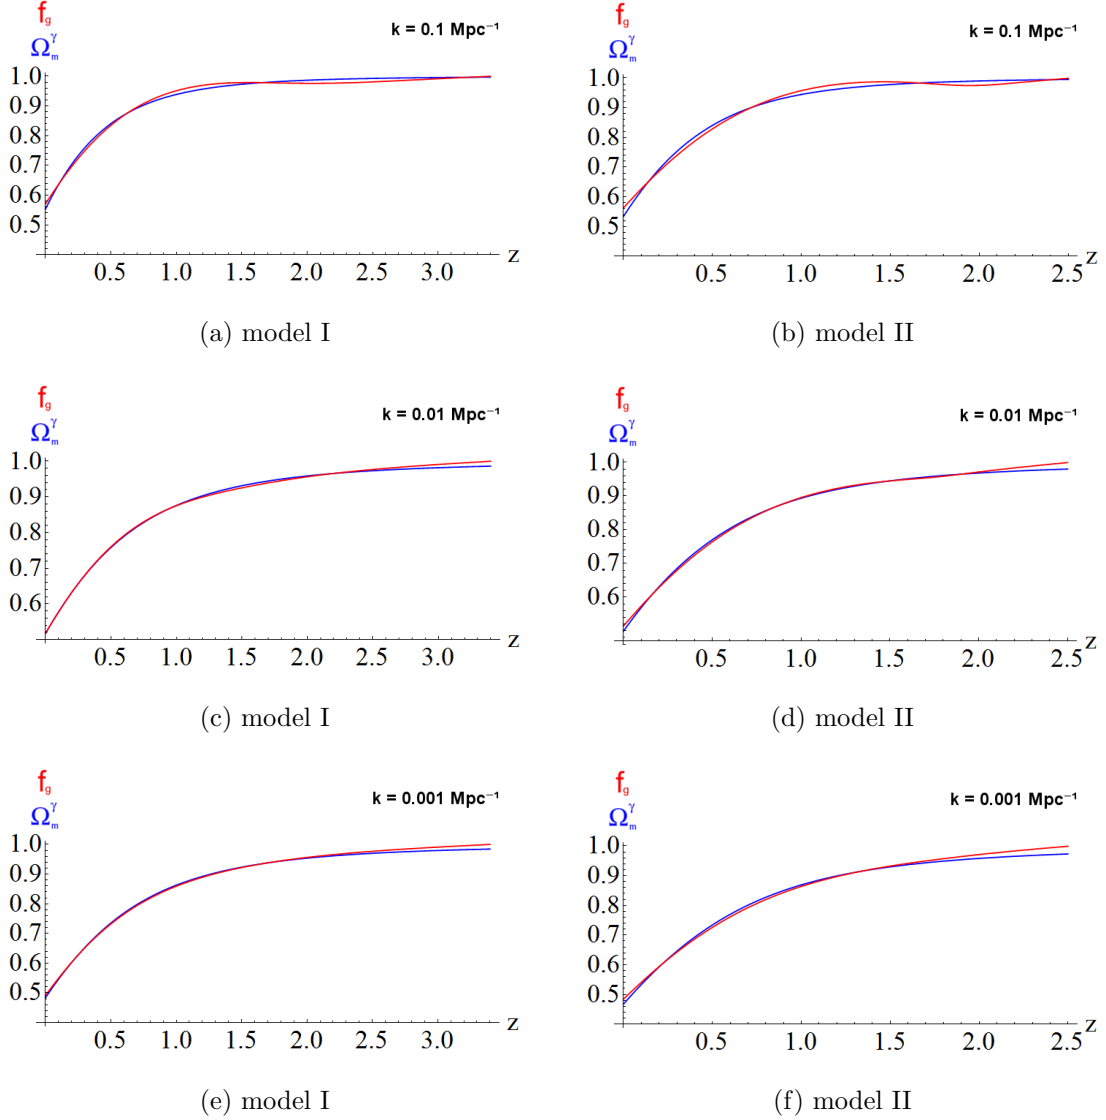 f_g
Ω_m^γ
k = 0.1 Mpc⁻¹
1.0
0.9
0.8
0.7
0.6
0.5
0.5 1.0 1.5 2.0 2.5 3.0 z
(a) model I
f_g
Ω_m^γ
k = 0.1 Mpc⁻¹
1.0
0.9
0.8
0.7
0.6
0.5
0.5 1.0 1.5 2.0 2.5 z
(b) model II
f_g
Ω_m^γ
k = 0.01 Mpc⁻¹
1.0
0.9
0.8
0.7
0.6
0.5 1.0 1.5 2.0 2.5 3.0 z
(c) model I
f_g
Ω_m^γ
k = 0.01 Mpc⁻¹
1.0
0.9
0.8
0.7
0.6
0.5 1.0 1.5 2.0 2.5 z
(d) model II
f_g
Ω_m^γ
k = 0.001 Mpc⁻¹
1.0
0.9
0.8
0.7
0.6
0.5
0.5 1.0 1.5 2.0 2.5 3.0 z
(e) model I
f_g
Ω_m^γ
k = 0.001 Mpc⁻¹
1.0
0.9
0.8
0.7
0.6
0.5
0.5 1.0 1.5 2.0 2.5 z
(f) model II